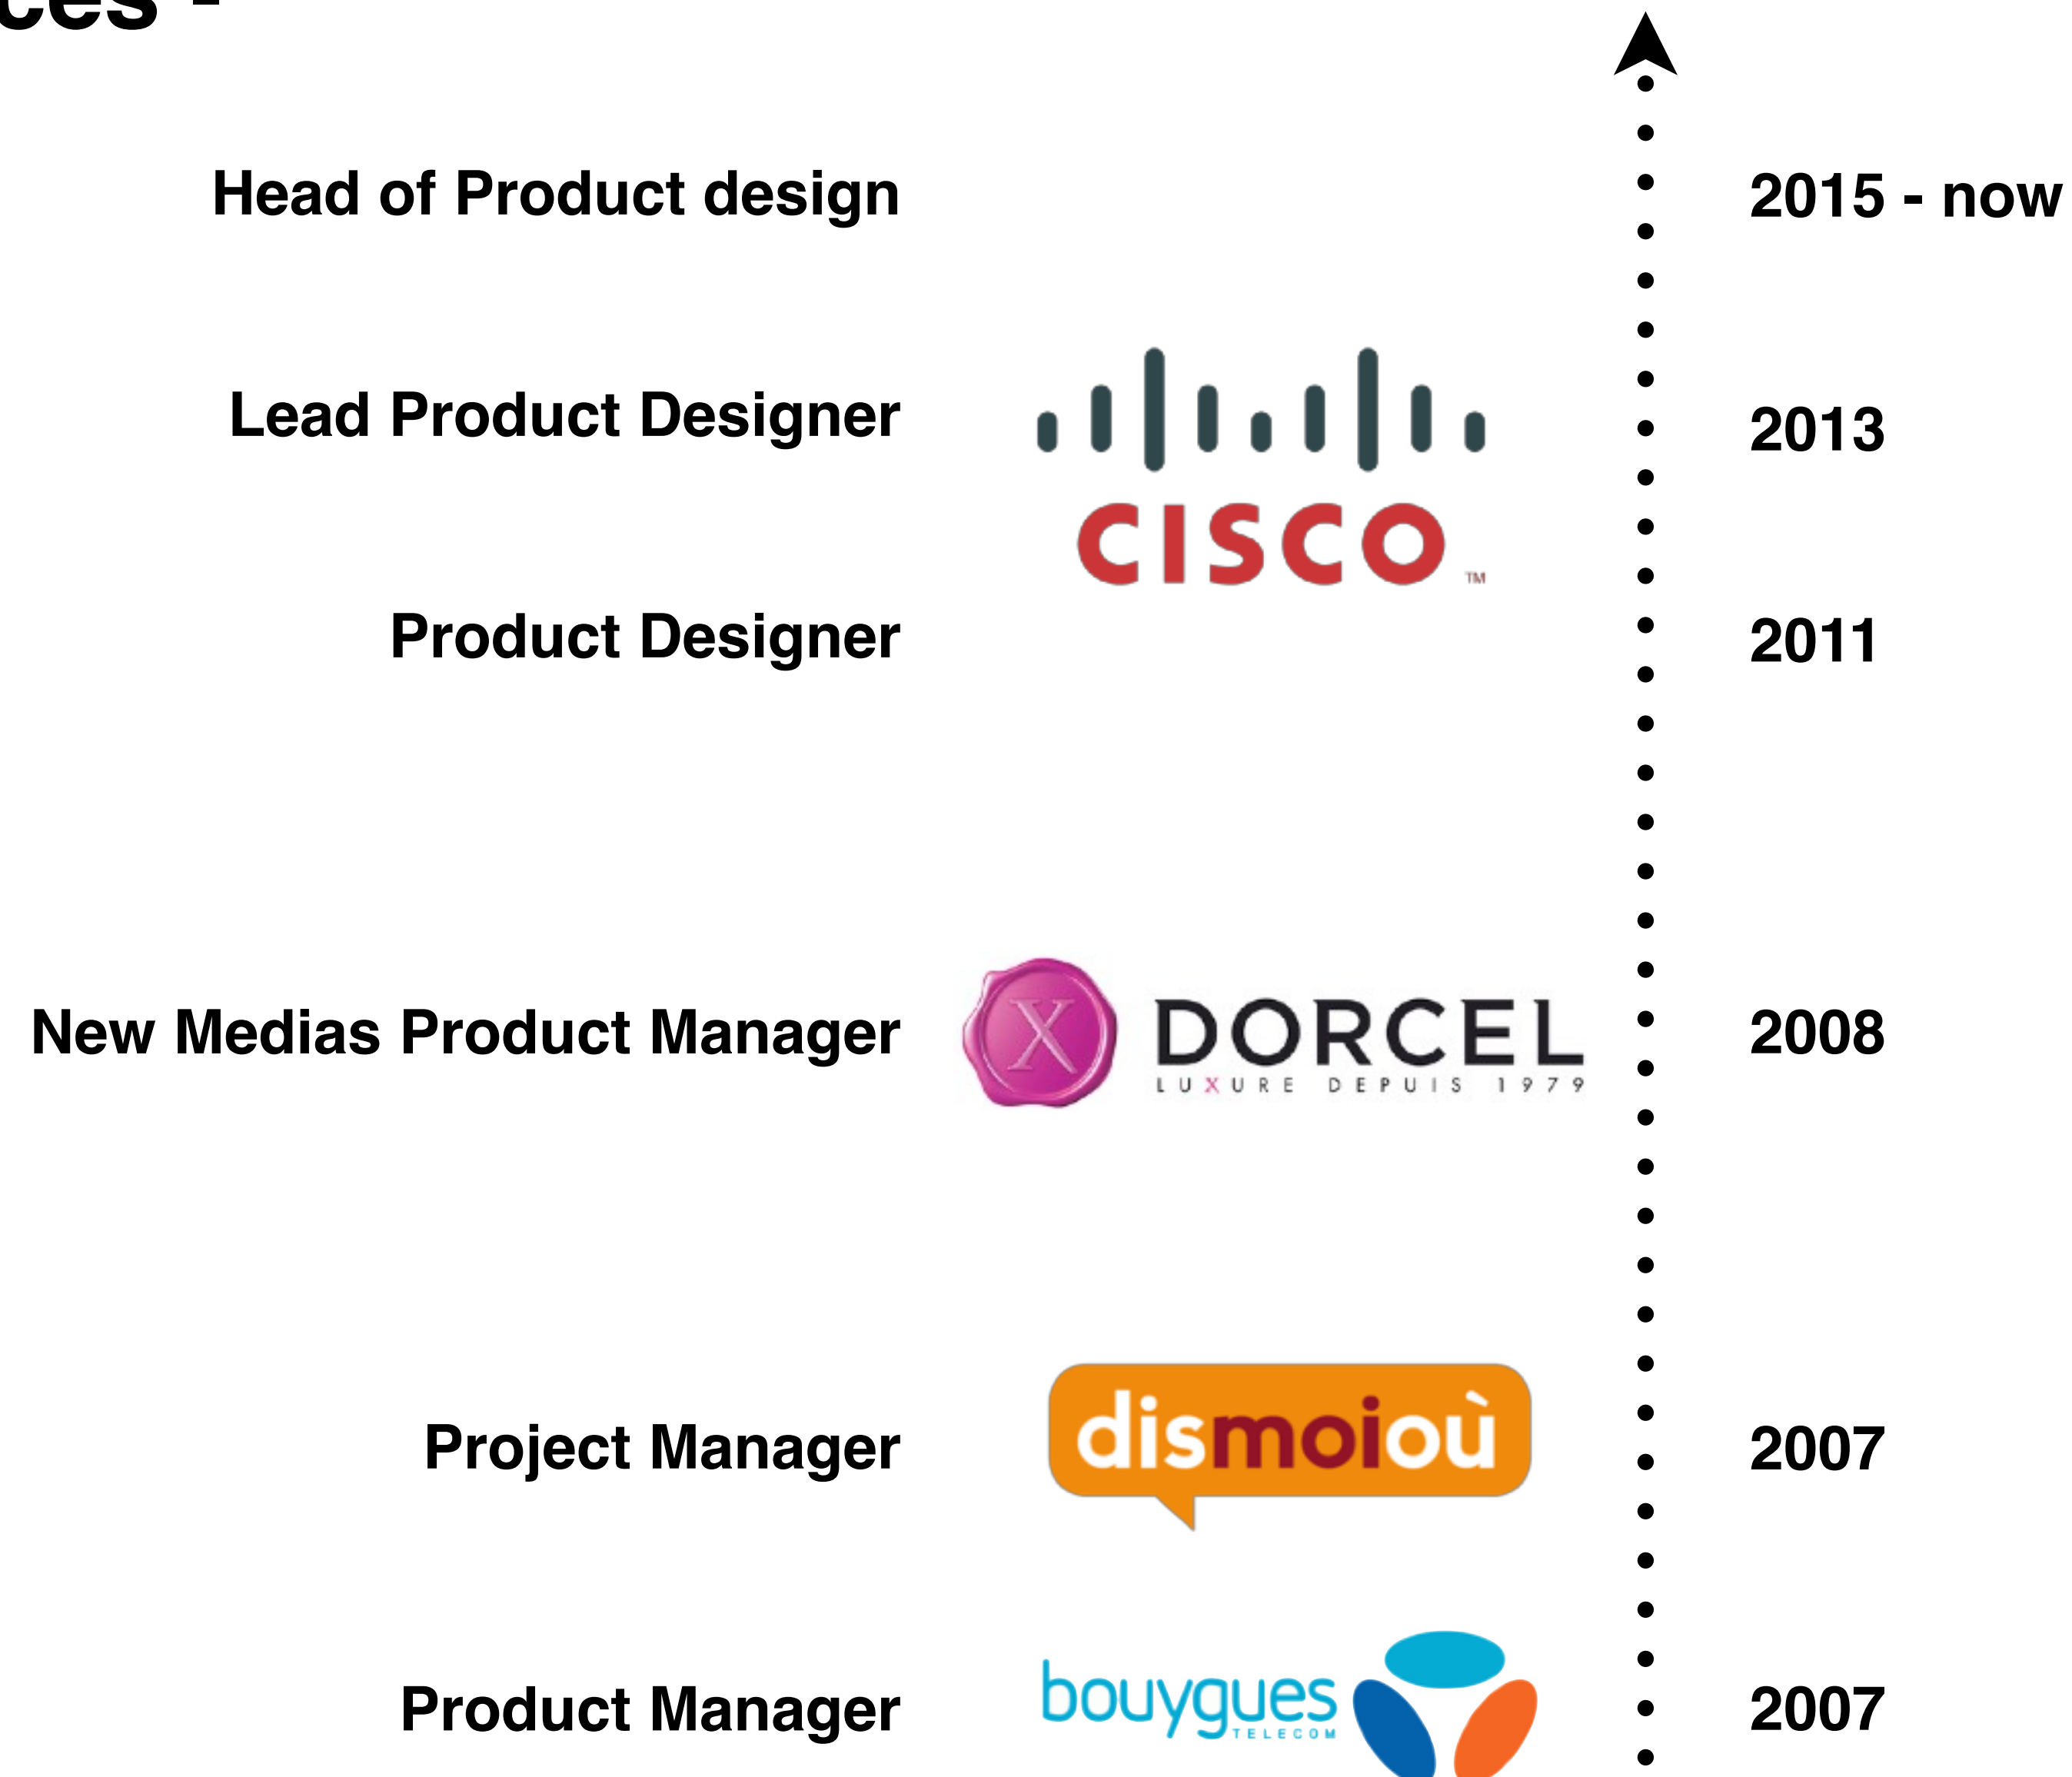 ces -
Head of Product design
2015 - now
Lead Product Designer
2013
CISCO ™
Product Designer
2011
New Medias Product Manager
X DORCEL
2008
LUXURE DEPUIS 1979
Project Manager
dismoioù
2007
Product Manager
bouygues
TELECOM
2007